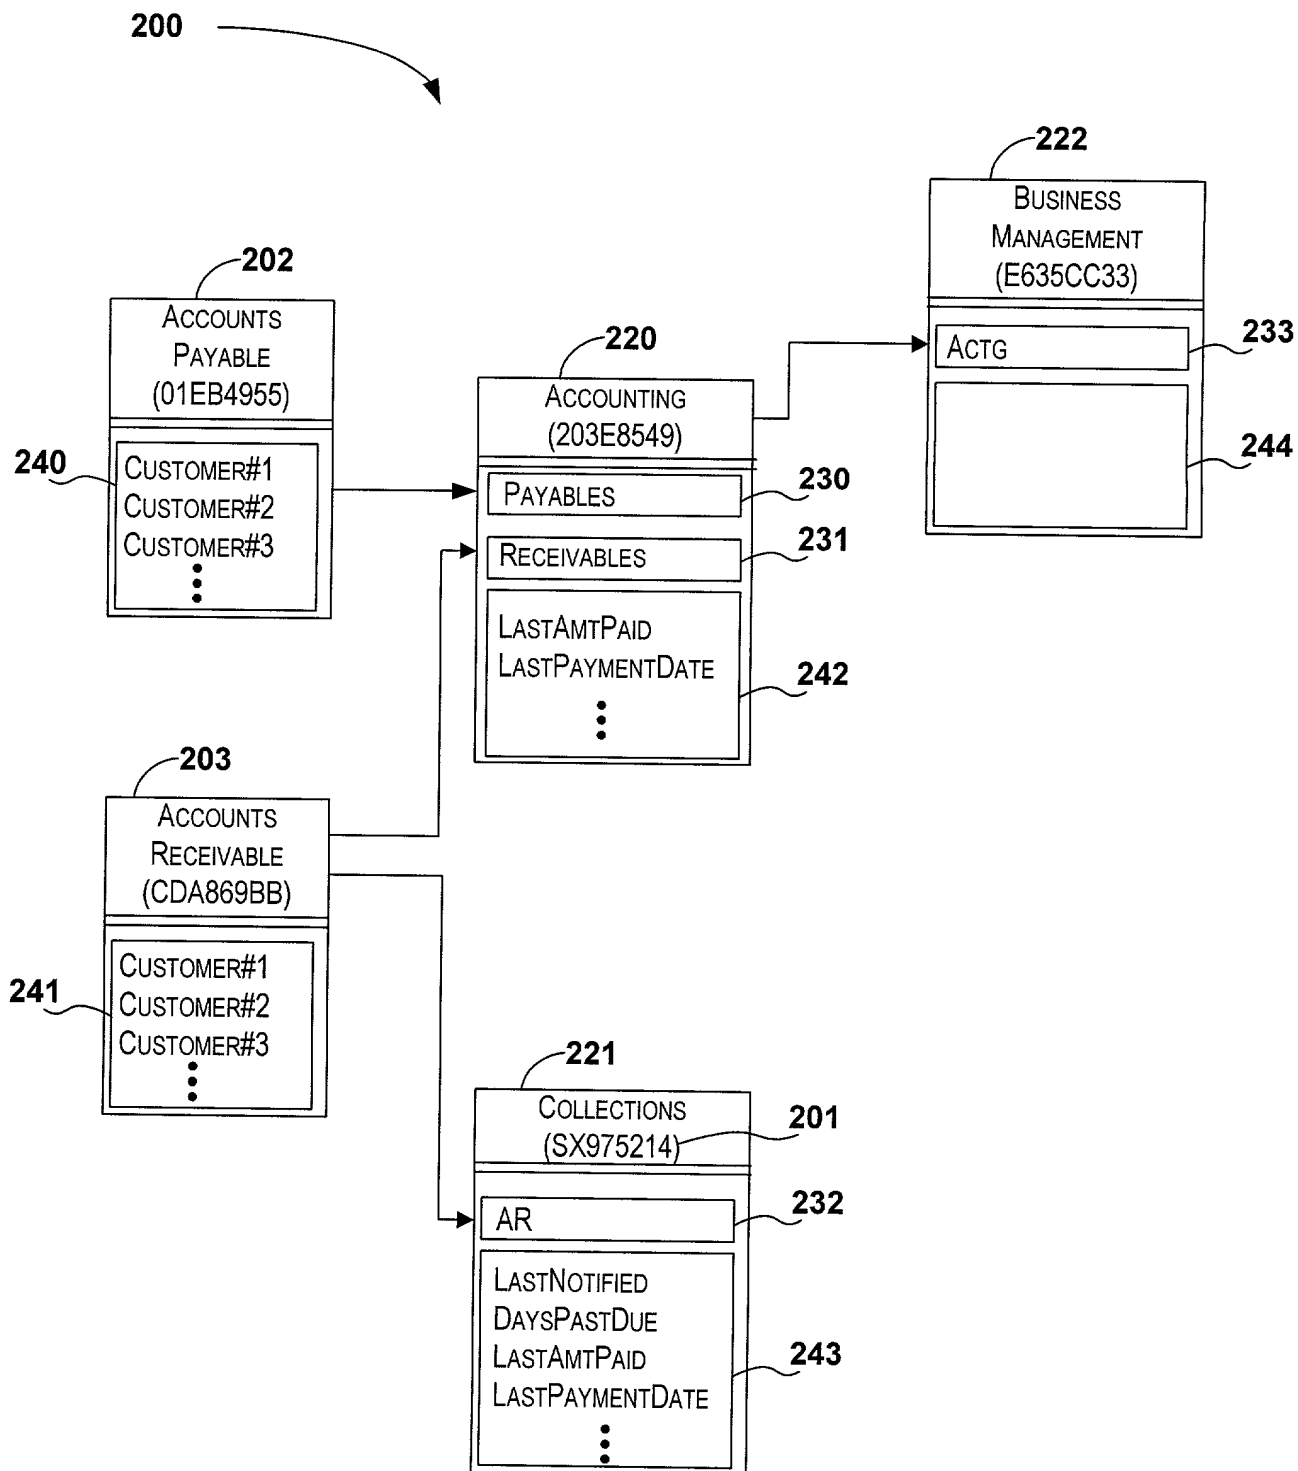 200
222
BUSINESS
MANAGEMENT
(E635CC33)
ACTG
233
244
202
ACCOUNTS
PAYABLE
(01EB4955)
240
CUSTOMER#1
CUSTOMER#2
CUSTOMER#3
220
ACCOUNTING
(203E8549)
PAYABLES
230
RECEIVABLES
231
LASTAMTPAID
LASTPAYMENTDATE
242
203
ACCOUNTS
RECEIVABLE
(CDA869BB)
241
CUSTOMER#1
CUSTOMER#2
CUSTOMER#3
221
COLLECTIONS
(SX975214)
201
AR
232
LASTNOTIFIED
DAYSPASTDUE
LASTAMTPAID
LASTPAYMENTDATE
243